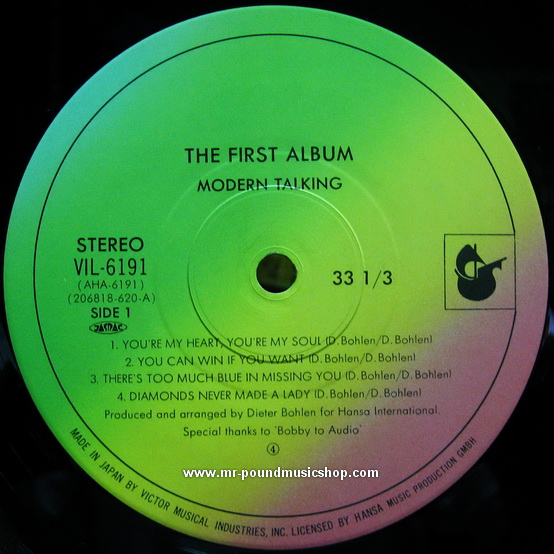 THE FIRST ALBUM
MODERN TALKING
STEREO
VIL-6191
(AHA-6191)
(206818-620-A)
SIDE 1
JASRAC
33 1/3
1. YOU'RE MY HEART, YOU'RE MY SOUL (D. Bohlen/D. Bohlen)
2. YOU CAN WIN IF YOU WANT (D. Bohlen/D. Bohlen)
3. THERE'S TOO MUCH BLUE IN MISSING YOU (D. Bohlen/D. Bohlen)
4. DIAMONDS NEVER MADE A LADY (D. Bohlen/D. Bohlen)
Produced and arranged by Dieter Bohlen for Hansa International.
Special thanks to 'Bobby to Audio'
4
www.mr-poundmusicshop.com
MADE IN JAPAN BY VICTOR MUSICAL INDUSTRIES, INC. LICENSED BY HANSA MUSIC PRODUCTION GMBH